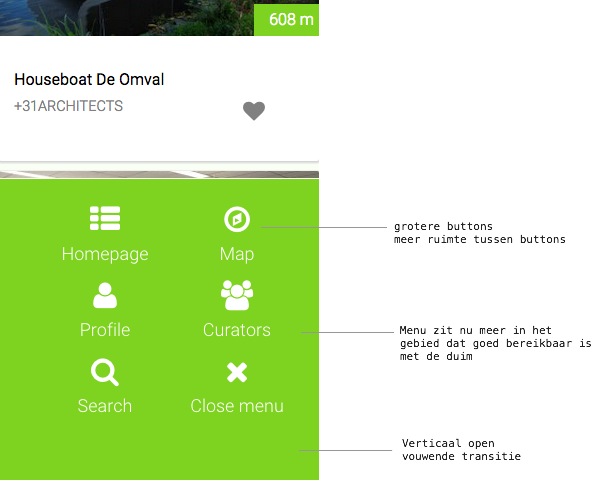 608 m
Houseboat De Omval
+31ARCHITECTS
Homepage
Map
Profile
Curators
Search
Close menu
grotere buttons
meer ruimte tussen buttons
Menu zit nu meer in het
gebied dat goed bereikbaar is
met de duim
Verticaal open
vouwende transitie